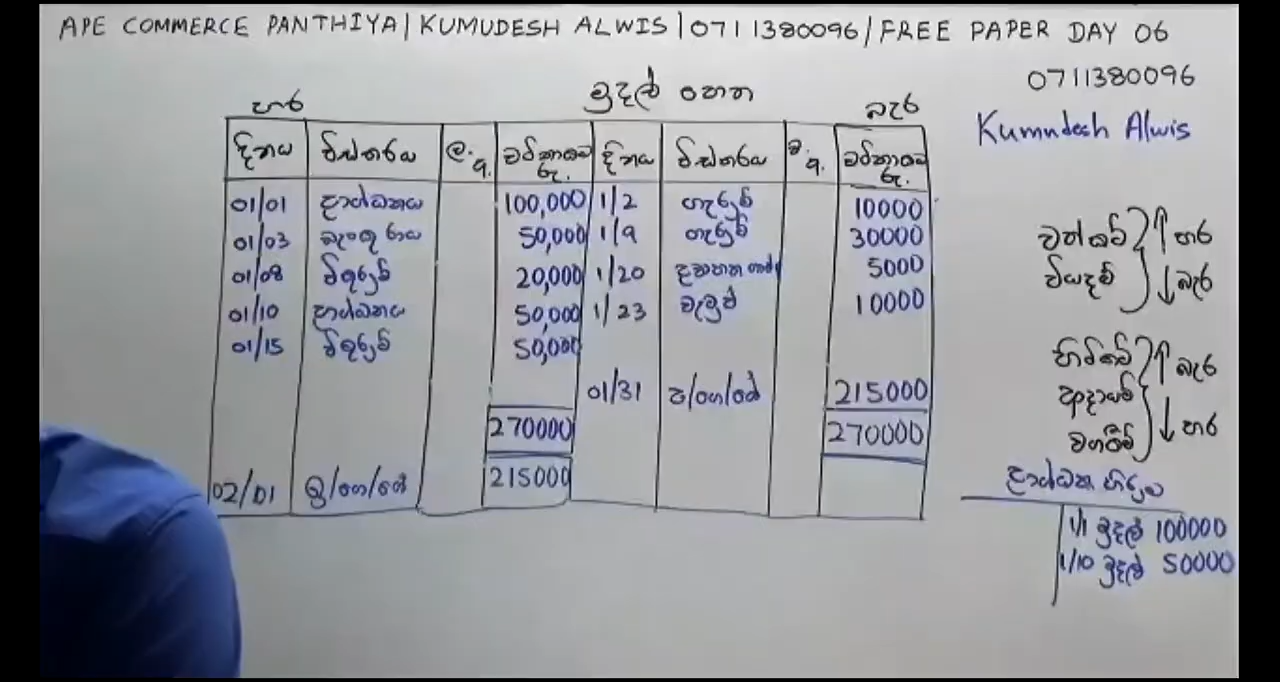 APE COMMERCE PANTHIYA/ KUMUDESH ALWIS /0711380096/FREE PAPER DAY 06
0711380096
Kumudesh Alwis
මුදල් පොත
හර බැර
දිනය විස්තරය ලැ.අ. වටිනාකම රු. දිනය විස්තරය ව.අ. වටිනාකම රු.
01/01 ප්‍රාග්ධනය 100,000 1/2 ගැනුම් 10000
01/03 බැංකු ණය 50,000 1/9 ගැනුම් 30000
01/08 විකුණුම් 20,000 1/20 5000
01/10 ප්‍රාග්ධනය 50,000 1/23 වැටුප් 10000
01/15 විකුණුම් 50,000
01/31 ප/ගෙ/ශේ 215000
270000 270000
02/01 ඉ/ගෙ/ශේ 215000
වත්කම් ↑ හර
වියදම් ↓ බැර
හිමිකම් ↑ බැර
ආදායම්
වගකීම් ↓ හර
ප්‍රාග්ධන ගිණුම
1/1 මුදල් 100000
1/10 මුදල් 50000